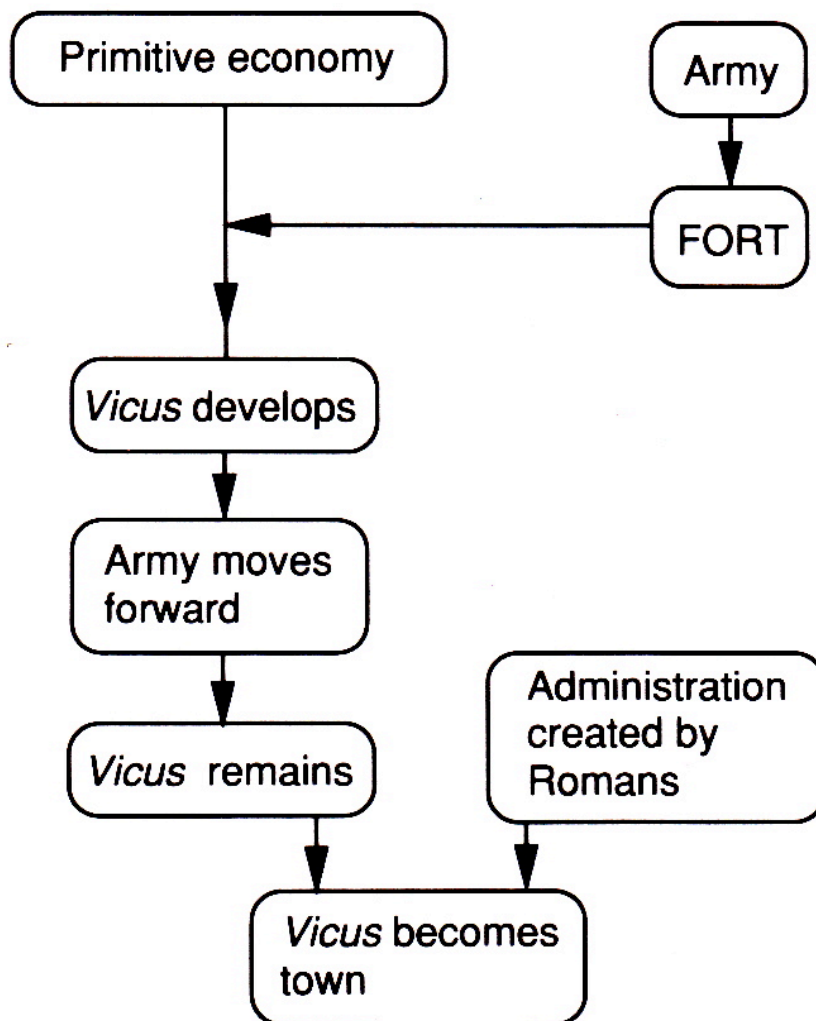 Primitive economy
Army
FORT
Vicus develops
Army moves
forward
Vicus remains
Administration
created by
Romans
Vicus becomes
town